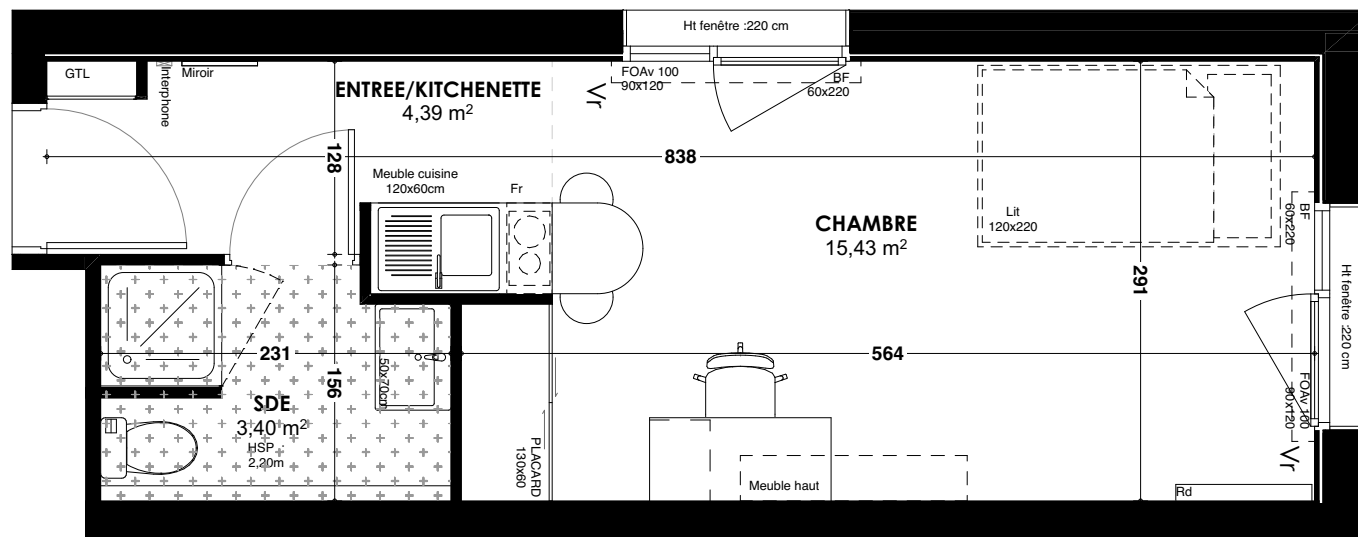 Ht fenêtre :220 cm
GTL
Interphone
Miroir
ENTREE/KITCHENETTE
4,39 m²
FOAv 100
90x120
Vr
BF
60x220
128
838
Meuble cuisine
120x60cm
Fr
CHAMBRE
15,43 m²
Lit
120x220
BF
60x220
291
Ht fenêtre :220 cm
231
564
156
50x70cm
SDE
3,40 m²
HSP :
2,20m
PLACARD
130x60
Meuble haut
FOAv 100
90x120
Vr
Rd